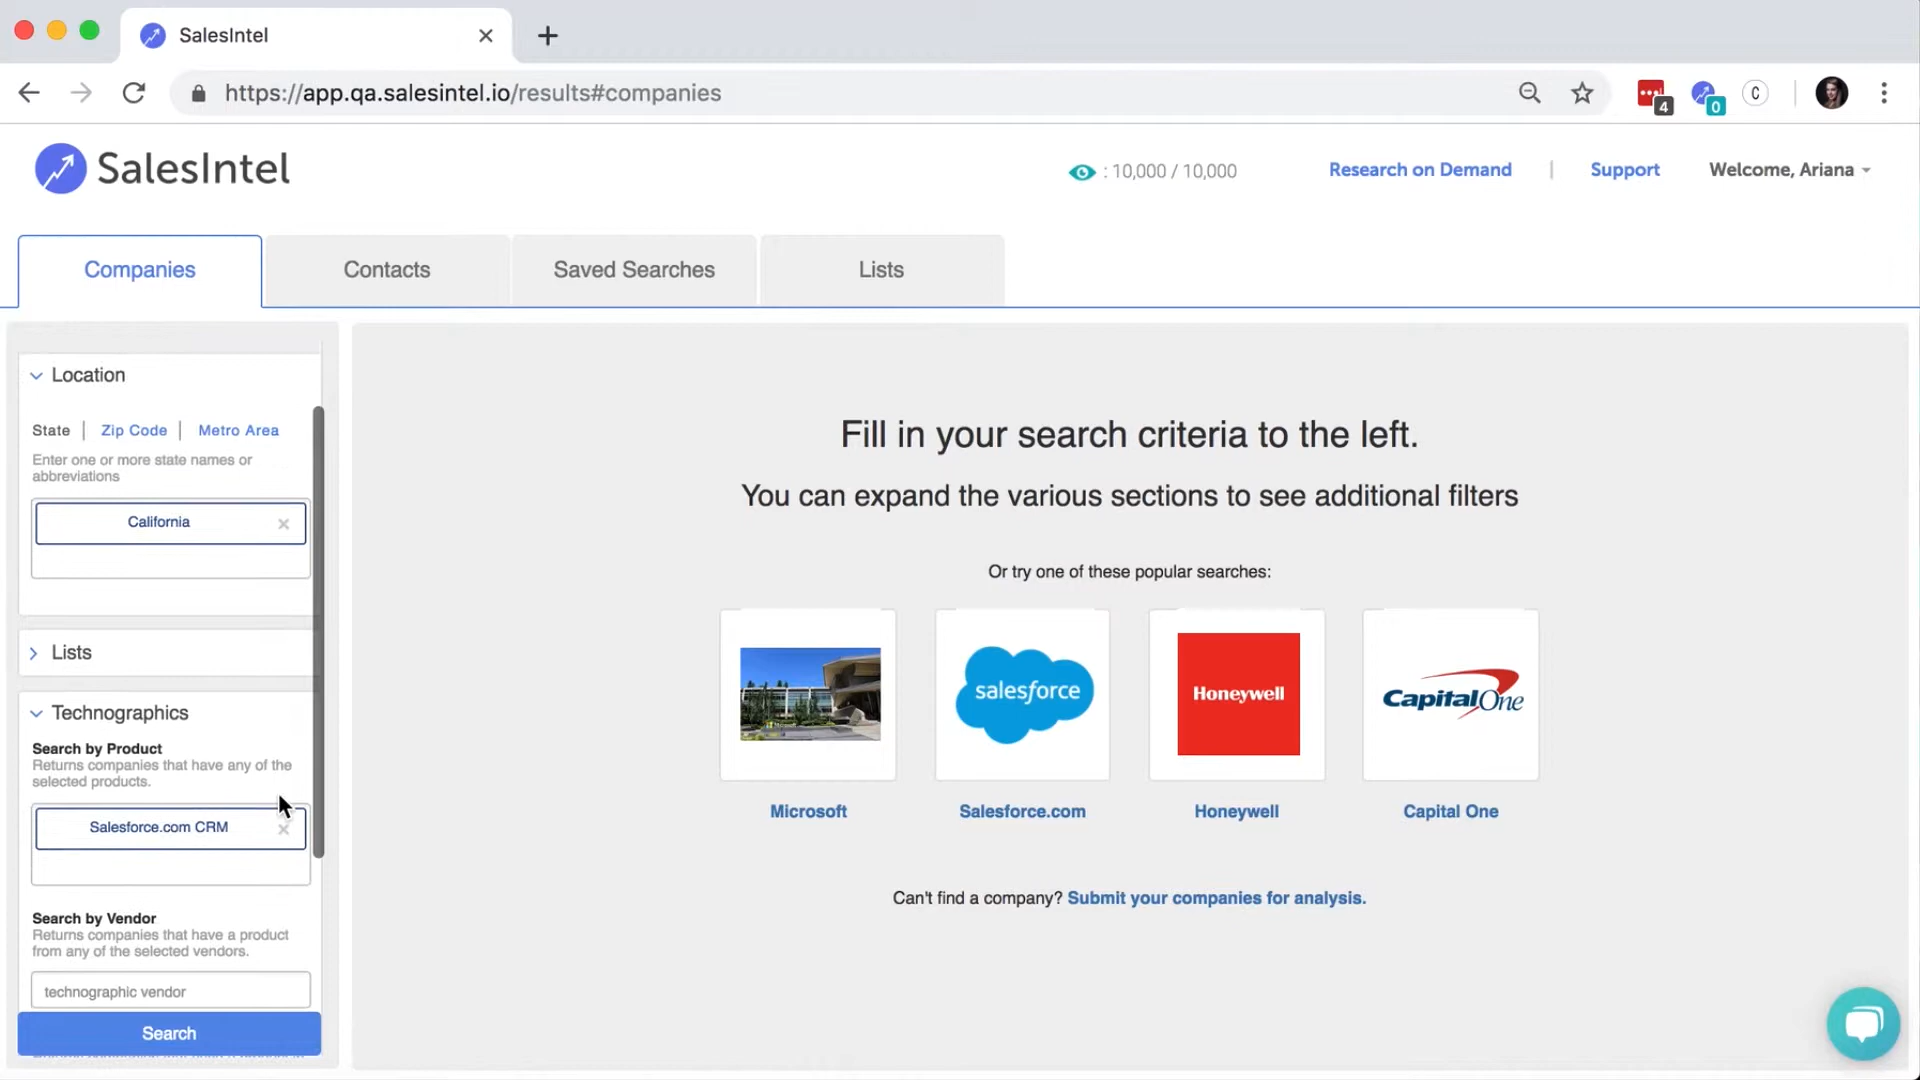 SalesIntel
https://app.qa.salesintel.io/results#companies
4
0
C
SalesIntel
: 10,000 / 10,000
Research on Demand
|
Support
Welcome, Ariana
Companies
Contacts
Saved Searches
Lists
Location
State | Zip Code | Metro Area
Enter one or more state names or
abbreviations
California
Lists
Technographics
Search by Product
Returns companies that have any of the
selected products.
Salesforce.com CRM
Search by Vendor
Returns companies that have a product
from any of the selected vendors.
technographic vendor
Search
Fill in your search criteria to the left.
You can expand the various sections to see additional filters
Or try one of these popular searches:
salesforce
Honeywell
CapitalOne
Microsoft
Salesforce.com
Honeywell
Capital One
Can't find a company? Submit your companies for analysis.